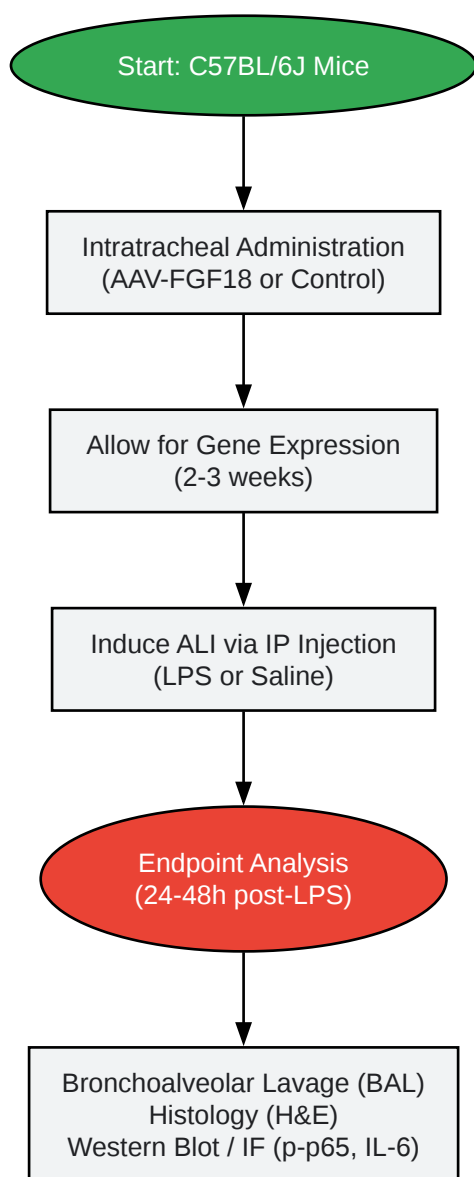 Start: C57BL/6J Mice
Intratracheal Administration
(AAV-FGF18 or Control)
Allow for Gene Expression
(2-3 weeks)
Induce ALI via IP Injection
(LPS or Saline)
Endpoint Analysis
(24-48h post-LPS)
Bronchoalveolar Lavage (BAL)
Histology (H&E)
Western Blot / IF (p-p65, IL-6)